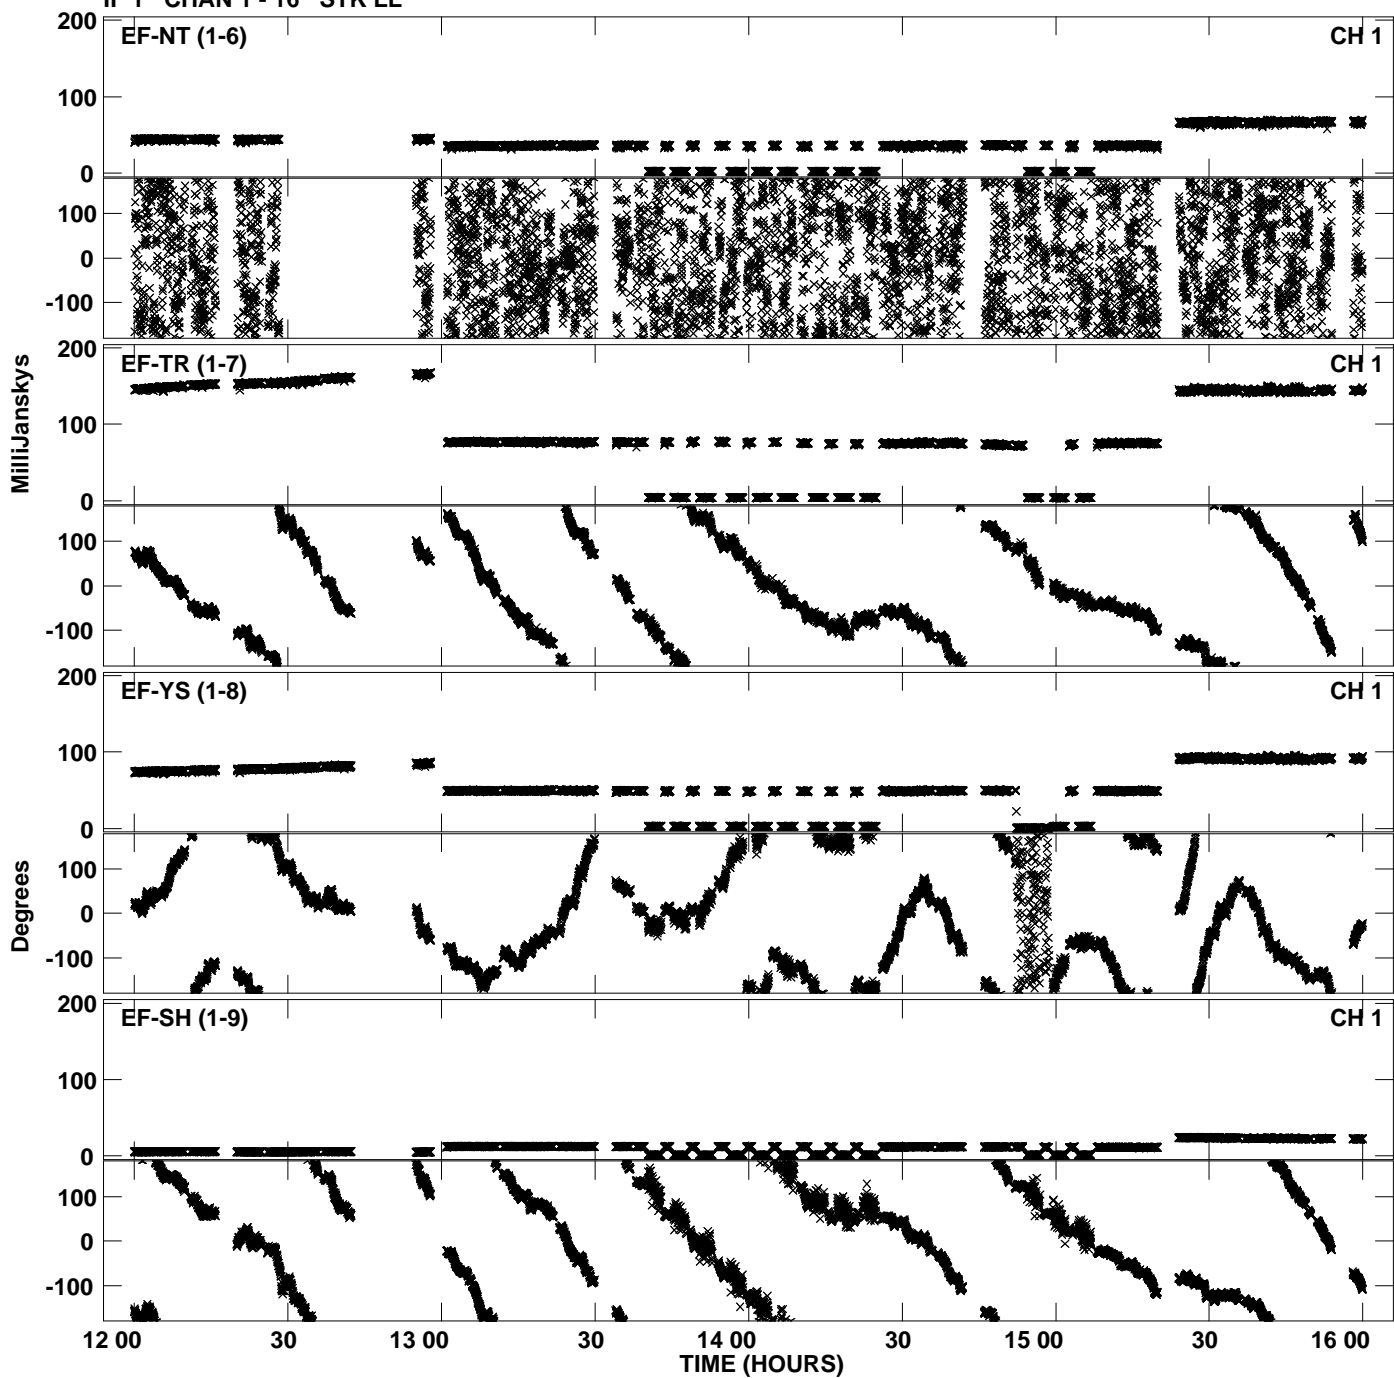 IF 1 CHAN 1 - 16 STK LL
200
EF-NT (1-6)
CH 1
100
0
100
0
-100
200
EF-TR (1-7)
CH 1
100
0
100
0
-100
MilliJanskys
200
EF-YS (1-8)
CH 1
100
0
100
0
-100
Degrees
200
EF-SH (1-9)
CH 1
100
0
100
0
-100
12 00 30 13 00 30 14 00 30 15 00 30 16 00
TIME (HOURS)